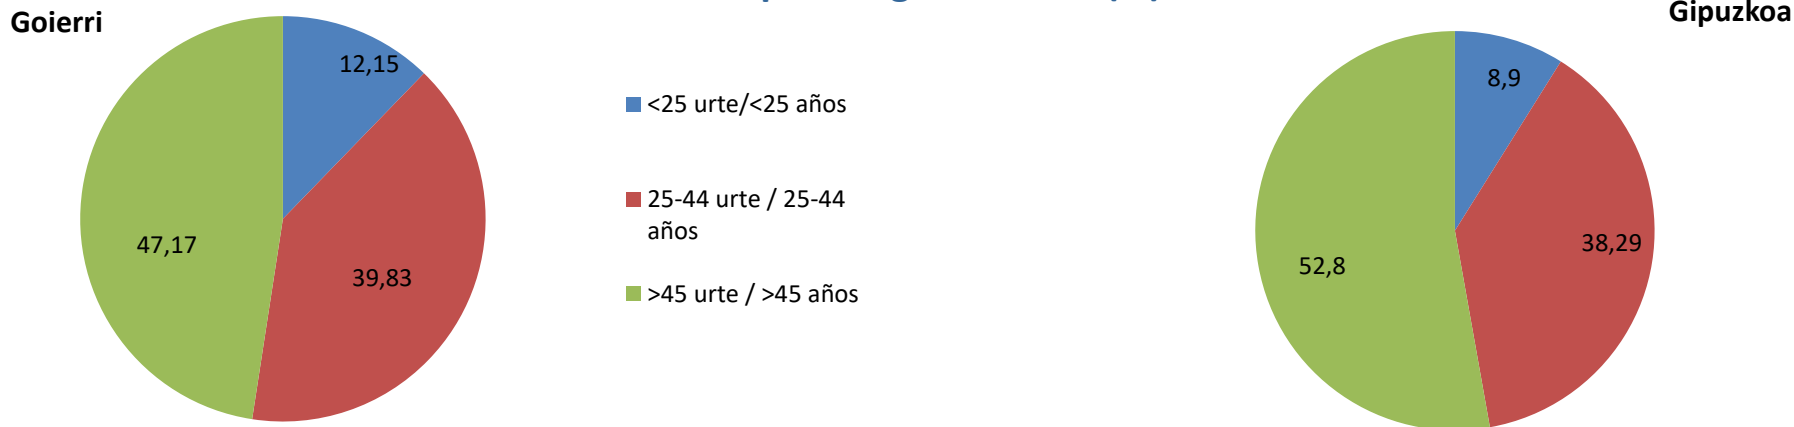 Goierri
12,15
47,17
39,83
<25 urte/<25 años
25-44 urte / 25-44
años
>45 urte / >45 años
Gipuzkoa
8,9
38,29
52,8